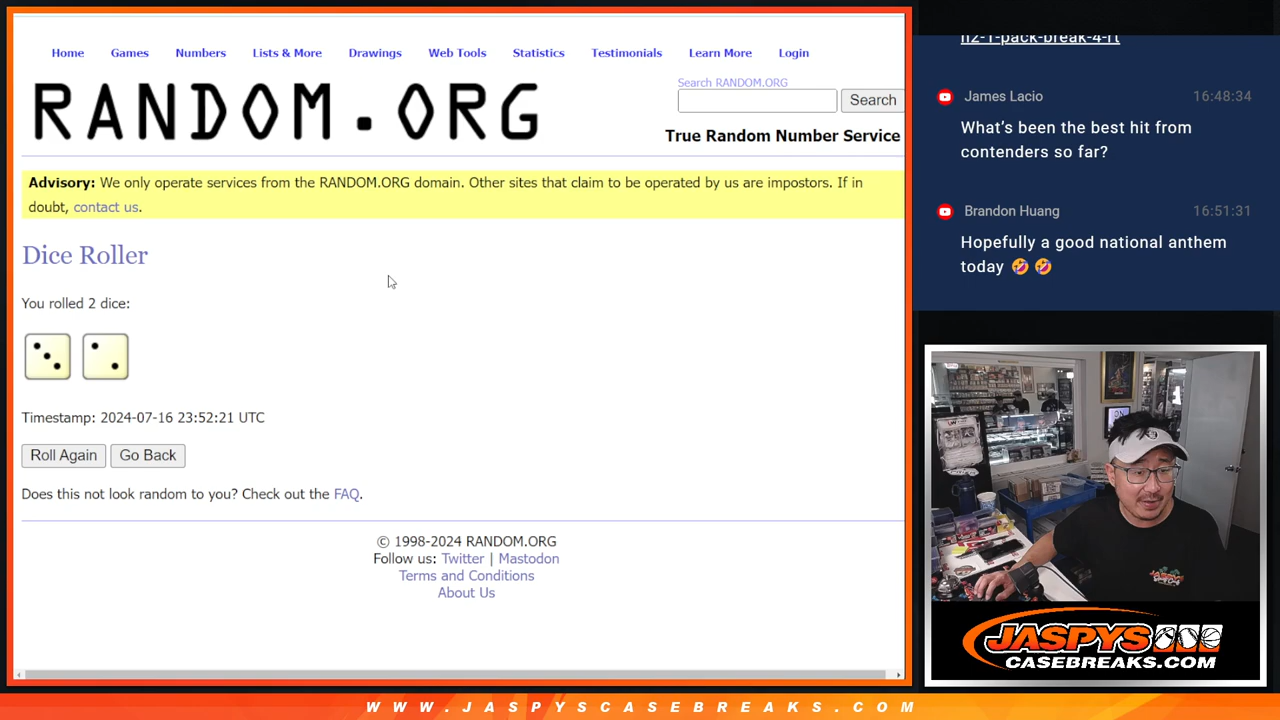 Home Games Numbers Lists & More Drawings Web Tools Statistics Testimonials Learn More Login
RANDOM.ORG
Search RANDOM.ORG
Search
True Random Number Service
Advisory: We only operate services from the RANDOM.ORG domain. Other sites that claim to be operated by us are impostors. If in
doubt, contact us.
Dice Roller
You rolled 2 dice:
Timestamp: 2024-07-16 23:52:21 UTC
Roll Again Go Back
Does this not look random to you? Check out the FAQ.
© 1998-2024 RANDOM.ORG
Follow us: Twitter | Mastodon
Terms and Conditions
About Us
James Lacio 16:48:34
What's been the best hit from
contenders so far?
Brandon Huang 16:51:31
Hopefully a good national anthem
today 🤣 🤣
JASPYS
CASEBREAKS.COM
WWW.JASPYSCASEBREAKS.COM